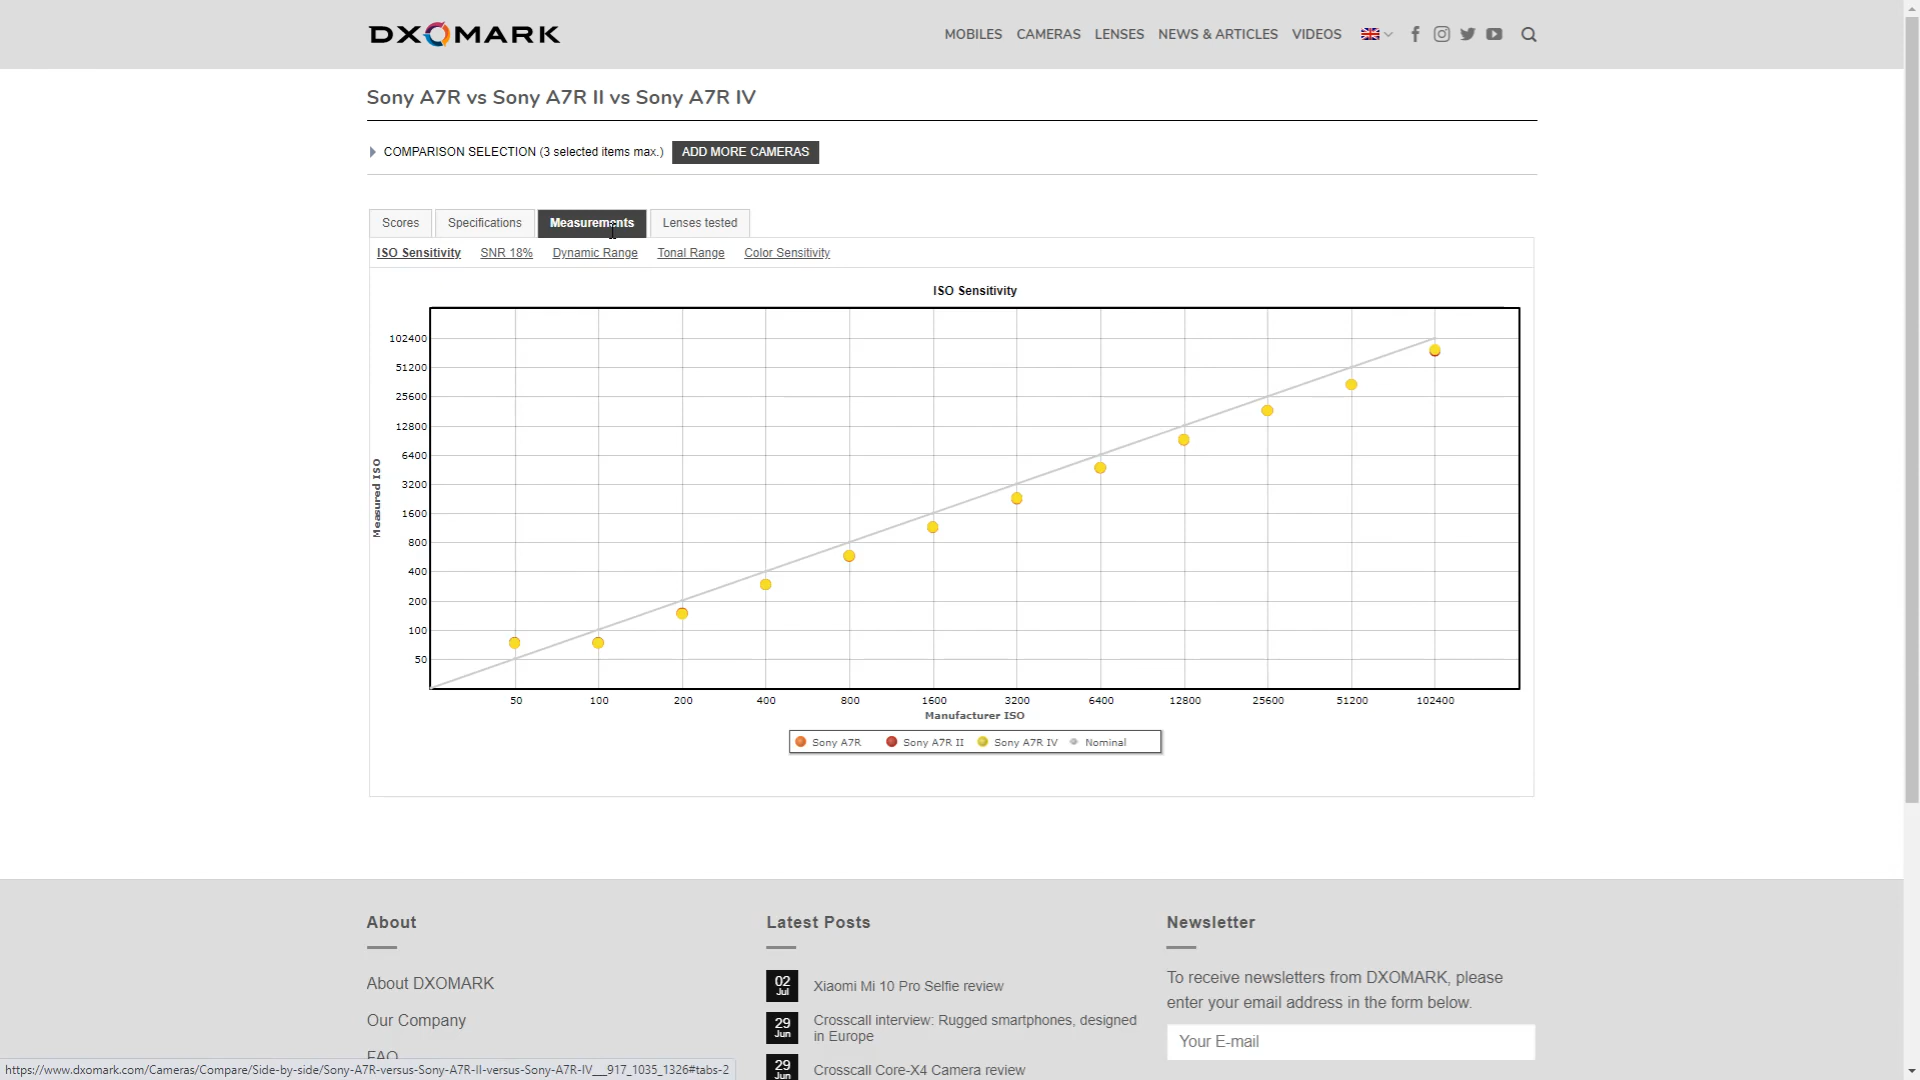 DXOMARK
MOBILES CAMERAS LENSES NEWS & ARTICLES VIDEOS
Sony A7R vs Sony A7R II vs Sony A7R IV
COMPARISON SELECTION (3 selected items max.) ADD MORE CAMERAS
Scores Specifications Measurements Lenses tested
ISO Sensitivity SNR 18% Dynamic Range Tonal Range Color Sensitivity
ISO Sensitivity
102400
51200
25600
12800
6400
3200
1600
800
400
200
100
50
Measured ISO
50 100 200 400 800 1600 3200 6400 12800 25600 51200 102400
Manufacturer ISO
Sony A7R Sony A7R II Sony A7R IV Nominal
About
About DXOMARK
Our Company
FAQ
Latest Posts
02 Jul Xiaomi Mi 10 Pro Selfie review
29 Jun Crosscall interview: Rugged smartphones, designed
in Europe
29 Jun Crosscall Core-X4 Camera review
Newsletter
To receive newsletters from DXOMARK, please
enter your email address in the form below.
Your E-mail
https://www.dxomark.com/Cameras/Compare/Side-by-side/Sony-A7R-versus-Sony-A7R-II-versus-Sony-A7R-IV___917_1035_1326#tabs-2